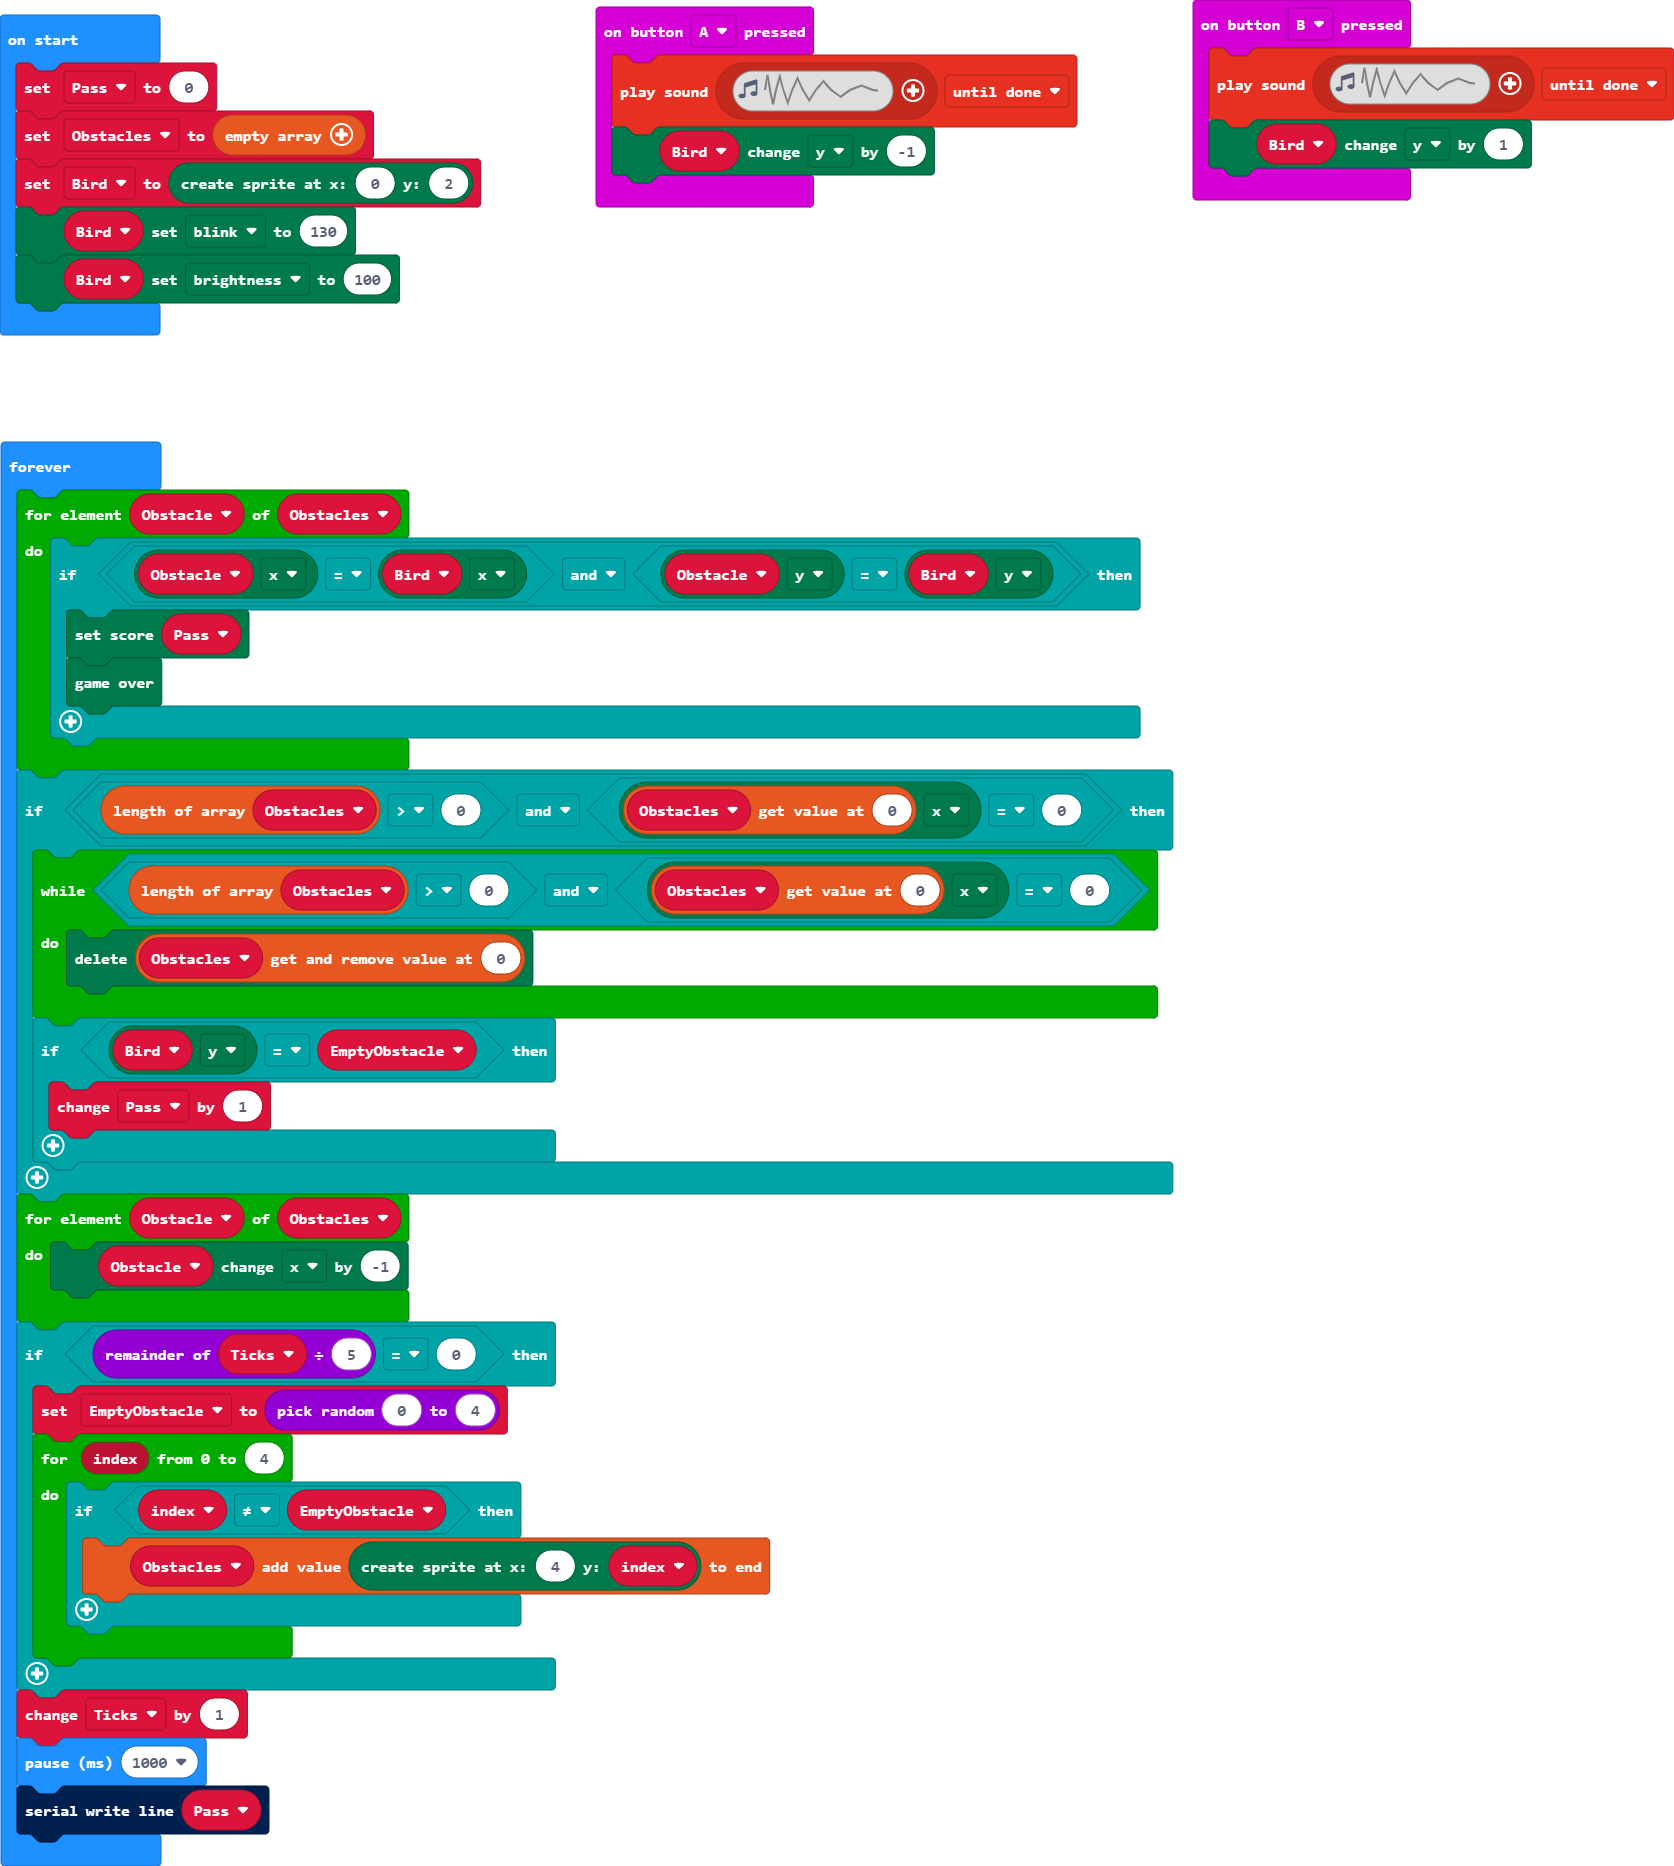 on start
set Pass to 0
set Obstacles to empty array
set Bird to create sprite at x: 0 y: 2
Bird set blink to 130
Bird set brightness to 100
on button A pressed
play sound until done
Bird change y by -1
on button B pressed
play sound until done
Bird change y by 1
forever
for element Obstacle of Obstacles
do
if Obstacle x = Bird x and Obstacle y = Bird y then
set score Pass
game over
if length of array Obstacles > 0 and Obstacles get value at 0 x = 0 then
while length of array Obstacles > 0 and Obstacles get value at 0 x = 0
do delete Obstacles get and remove value at 0
if Bird y = EmptyObstacle then
change Pass by 1
for element Obstacle of Obstacles
do Obstacle change x by -1
if remainder of Ticks ÷ 5 = 0 then
set EmptyObstacle to pick random 0 to 4
for index from 0 to 4
do if index ≠ EmptyObstacle then
Obstacles add value create sprite at x: 4 y: index to end
change Ticks by 1
pause (ms) 1000
serial write line Pass